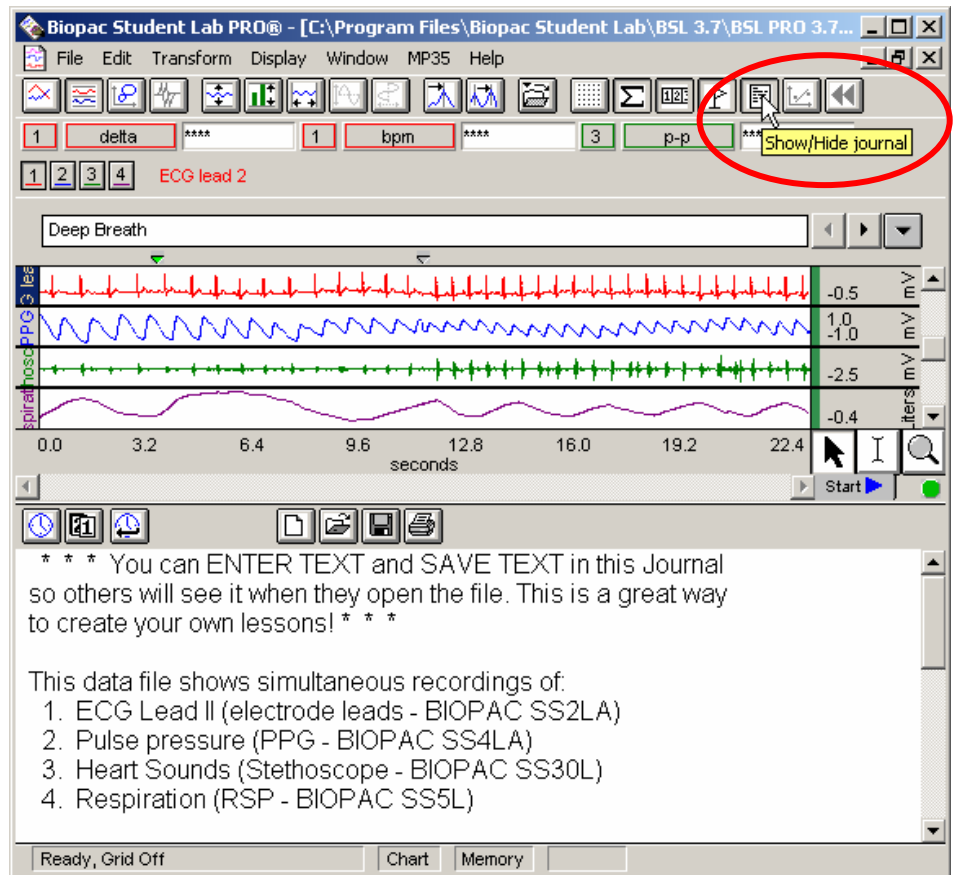 Biopac Student Lab PRO® - [C:\Program Files\Biopac Student Lab\BSL 3.7\BSL PRO 3.7...
File Edit Transform Display Window MP35 Help
1 delta **** 1 bpm **** 3 p-p ***
Show/Hide journal
1 2 3 4 ECG lead 2
Deep Breath
-0.5 mV
PPG 1.0 -1.0 mV
-2.5 mV
-0.4
0.0 3.2 6.4 9.6 12.8 16.0 19.2 22.4
seconds
Start
* * * You can ENTER TEXT and SAVE TEXT in this Journal
so others will see it when they open the file. This is a great way
to create your own lessons! * * *
This data file shows simultaneous recordings of:
1. ECG Lead II (electrode leads - BIOPAC SS2LA)
2. Pulse pressure (PPG - BIOPAC SS4LA)
3. Heart Sounds (Stethoscope - BIOPAC SS30L)
4. Respiration (RSP - BIOPAC SS5L)
Ready, Grid Off Chart Memory